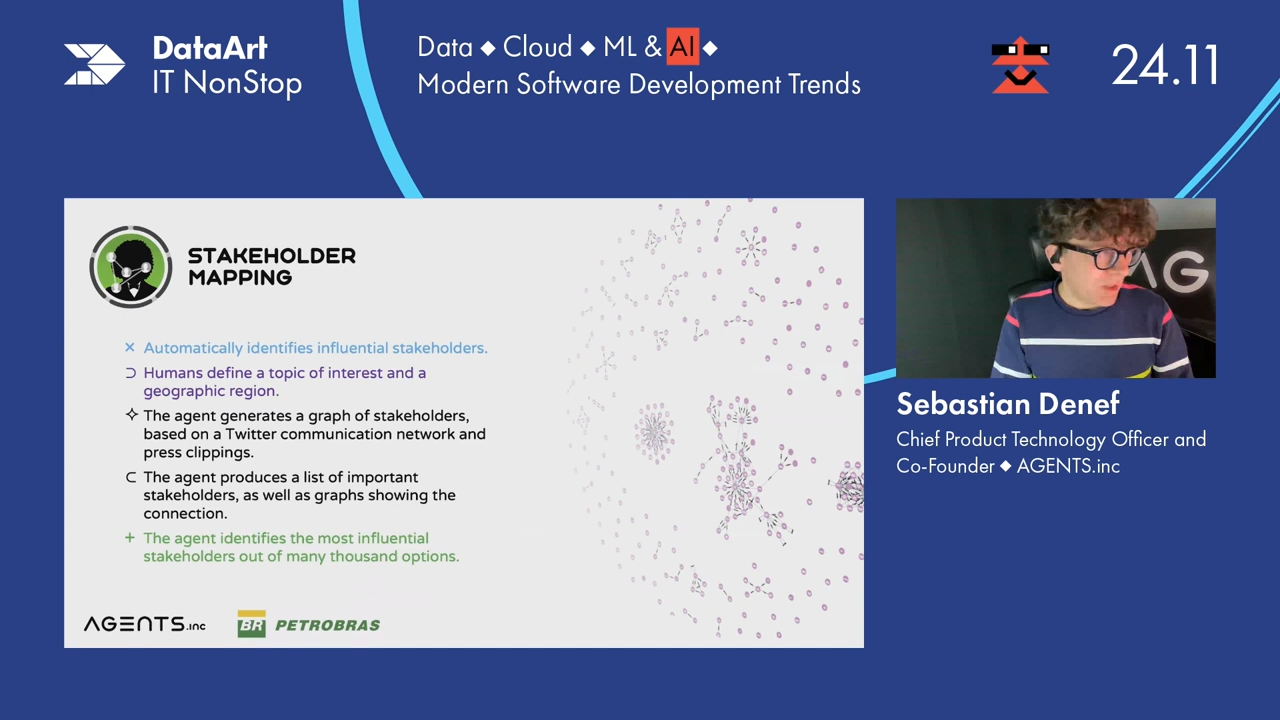 DataArt
IT NonStop
Data ◆ Cloud ◆ ML & AI ◆
Modern Software Development Trends
24.11
STAKEHOLDER
MAPPING
× Automatically identifies influential stakeholders.
⊃ Humans define a topic of interest and a
geographic region.
✧ The agent generates a graph of stakeholders,
based on a Twitter communication network and
press clippings.
⊂ The agent produces a list of important
stakeholders, as well as graphs showing the
connection.
+ The agent identifies the most influential
stakeholders out of many thousand options.
AGENTS.inc
BR PETROBRAS
AG
Sebastian Denef
Chief Product Technology Officer and
Co-Founder ◆ AGENTS.inc